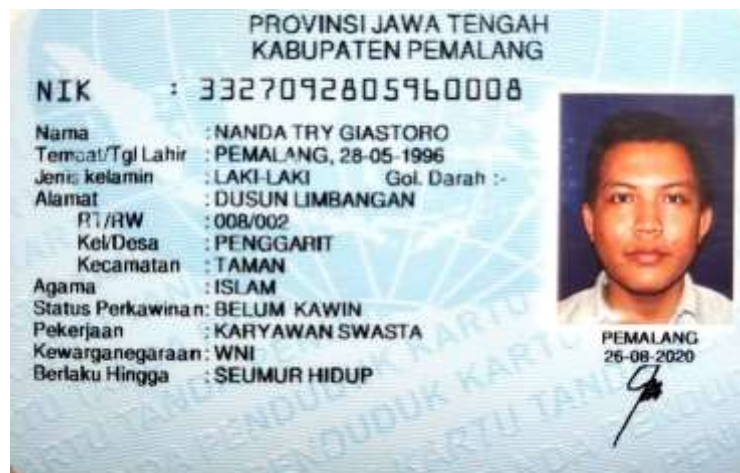 PROVINSI JAWA TENGAH
KABUPATEN PEMALANG
NIK : 3327092805960008
Nama : NANDA TRY GIASTORO
Tempat/Tgl Lahir : PEMALANG, 28-05-1996
Jenis kelamin : LAKI-LAKI Gol. Darah :-
Alamat : DUSUN LIMBANGAN
RT/RW : 008/002
Kel/Desa : PENGGARIT
Kecamatan : TAMAN
Agama : ISLAM
Status Perkawinan: BELUM KAWIN
Pekerjaan : KARYAWAN SWASTA
Kewarganegaraan: WNI
Berlaku Hingga : SEUMUR HIDUP
PEMALANG
26-08-2020